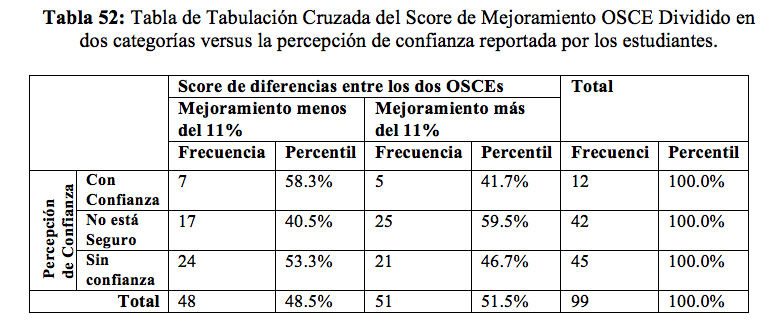 Tabla 52: Tabla de Tabulación Cruzada del Score de Mejoramiento OSCE Dividido en
dos categorías versus la percepción de confianza reportada por los estudiantes.
Score de diferencias entre los dos OSCEs Total
Mejoramiento menos del 11% Mejoramiento más del 11%
Frecuencia Percentil Frecuencia Percentil Frecuenci Percentil
Percepción de Confianza
Con Confianza 7 58.3% 5 41.7% 12 100.0%
No está Seguro 17 40.5% 25 59.5% 42 100.0%
Sin confianza 24 53.3% 21 46.7% 45 100.0%
Total 48 48.5% 51 51.5% 99 100.0%